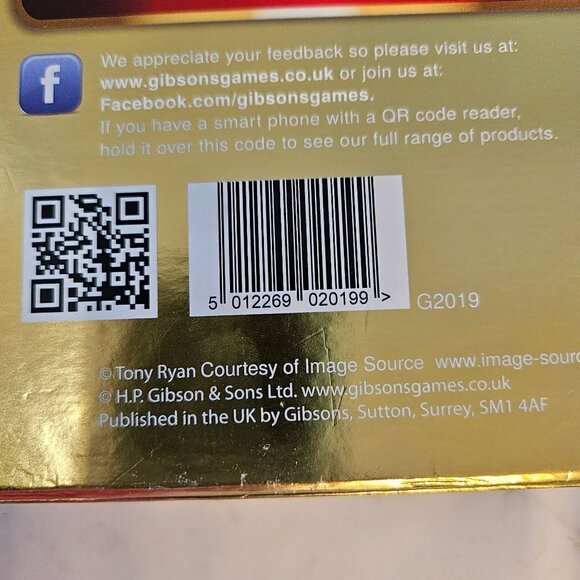 We appreciate your feedback so please visit us at:
www.gibsonsgames.co.uk or join us at:
Facebook.com/gibsonsgames.
If you have a smart phone with a QR code reader,
hold it over this code to see our full range of products.
5 012269 020199 >
G2019
© Tony Ryan Courtesy of Image Source www.image-sour
© H.P. Gibson & Sons Ltd. www.gibsonsgames.co.uk
Published in the UK by Gibsons, Sutton, Surrey, SM1 4AF